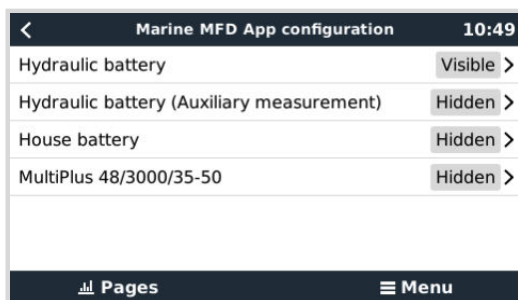 Marine MFD App configuration 10:49
Hydraulic battery Visible
Hydraulic battery (Auxiliary measurement) Hidden
House battery Hidden
MultiPlus 48/3000/35-50 Hidden
Pages Menu